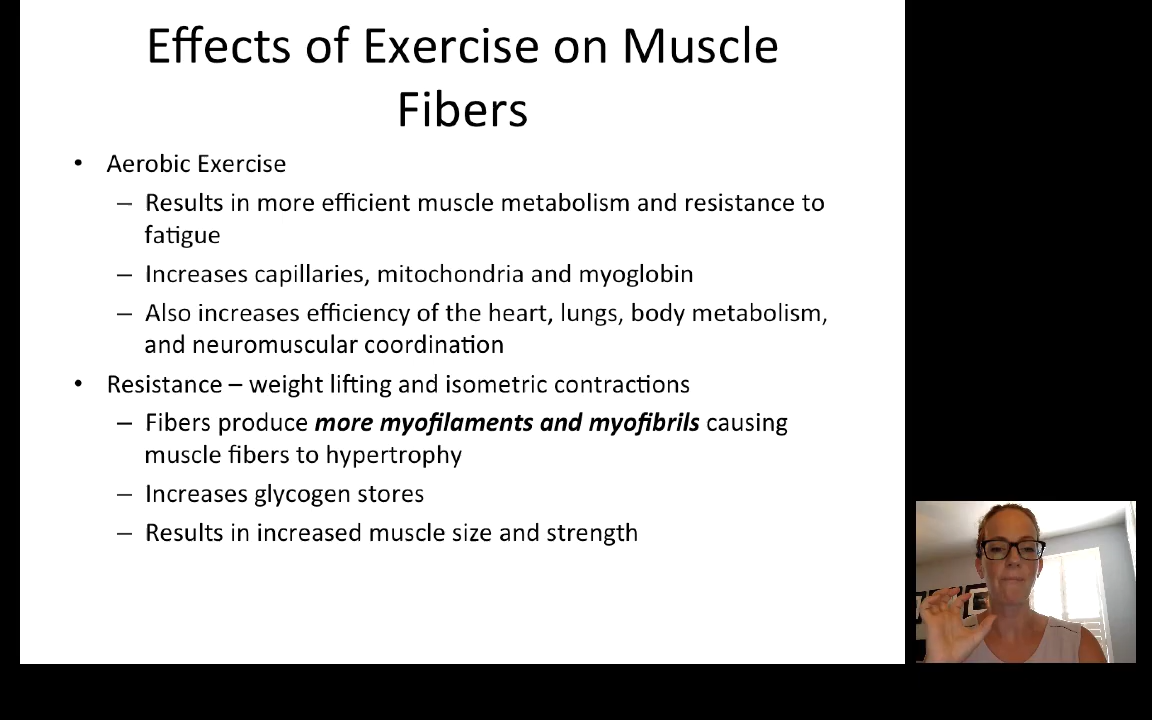 Effects of Exercise on Muscle
Fibers
• Aerobic Exercise
– Results in more efficient muscle metabolism and resistance to
fatigue
– Increases capillaries, mitochondria and myoglobin
– Also increases efficiency of the heart, lungs, body metabolism,
and neuromuscular coordination
• Resistance – weight lifting and isometric contractions
– Fibers produce more myofilaments and myofibrils causing
muscle fibers to hypertrophy
– Increases glycogen stores
– Results in increased muscle size and strength